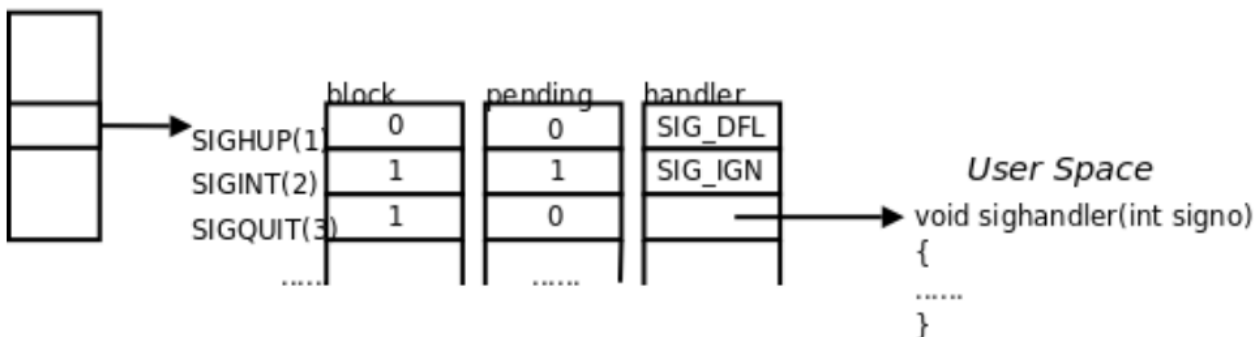 block pending handler
SIGHUP(1) 0 0 SIG_DFL
SIGINT(2) 1 1 SIG_IGN
User Space
SIGQUIT(3) 1 0 void sighandler(int signo)
{
...... ...... ......
}